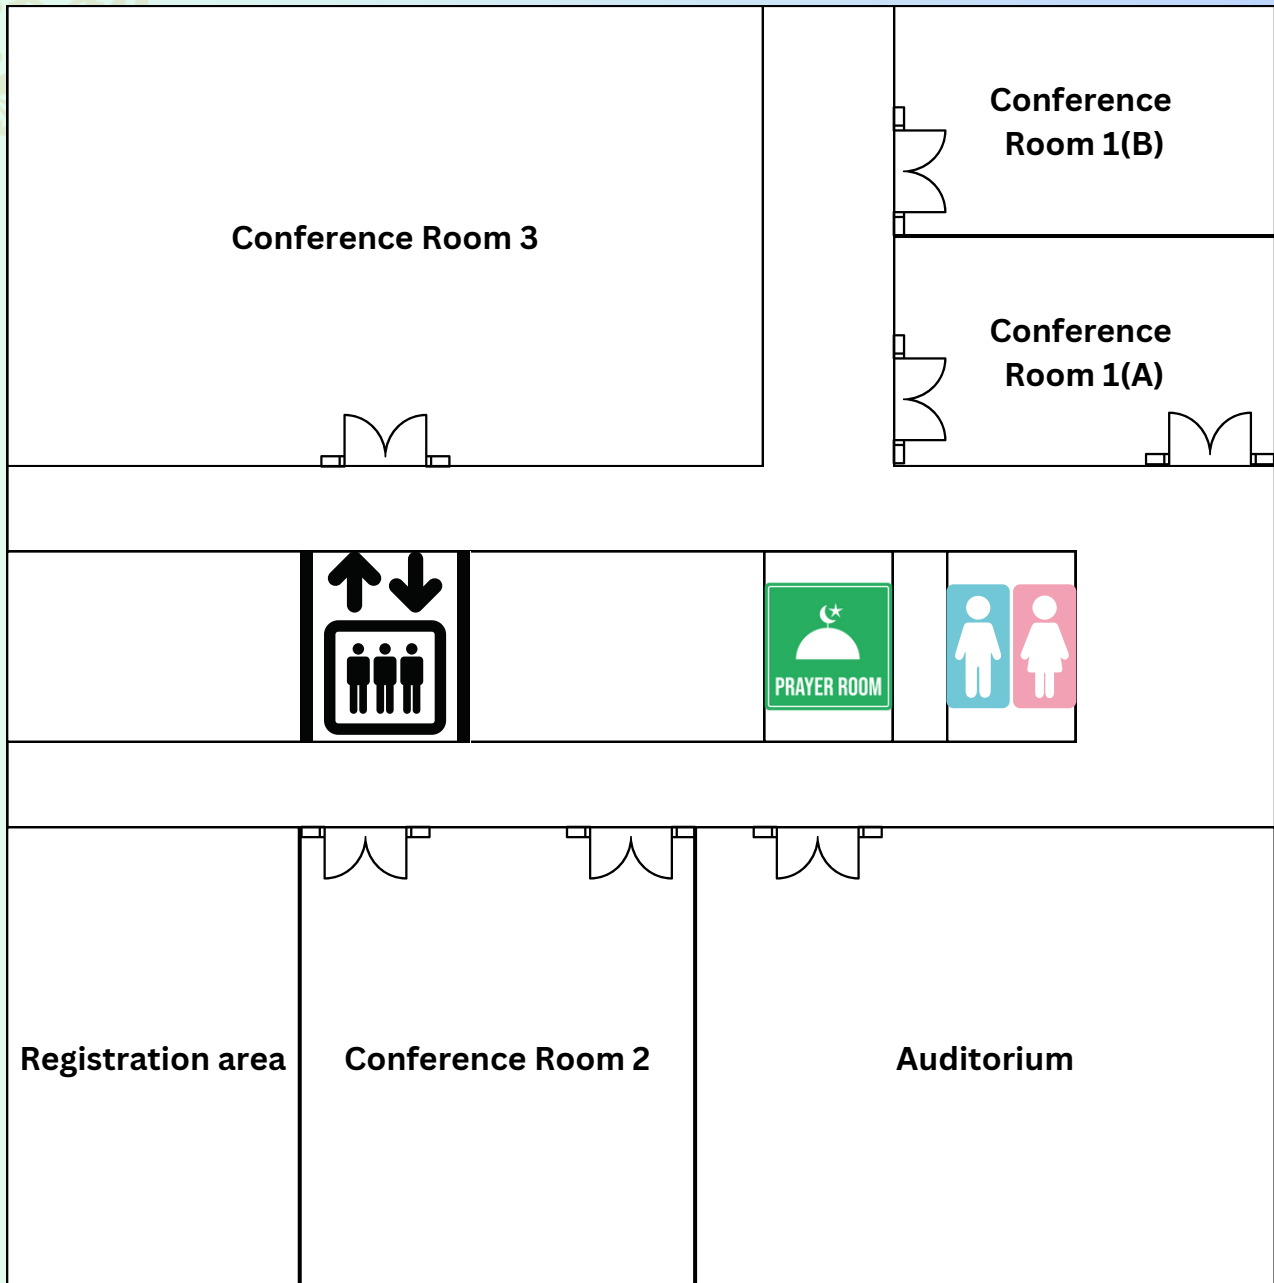 Conference
Room 1(B)
Conference Room 3
Conference
Room 1(A)
PRAYER ROOM
Registration area
Conference Room 2
Auditorium